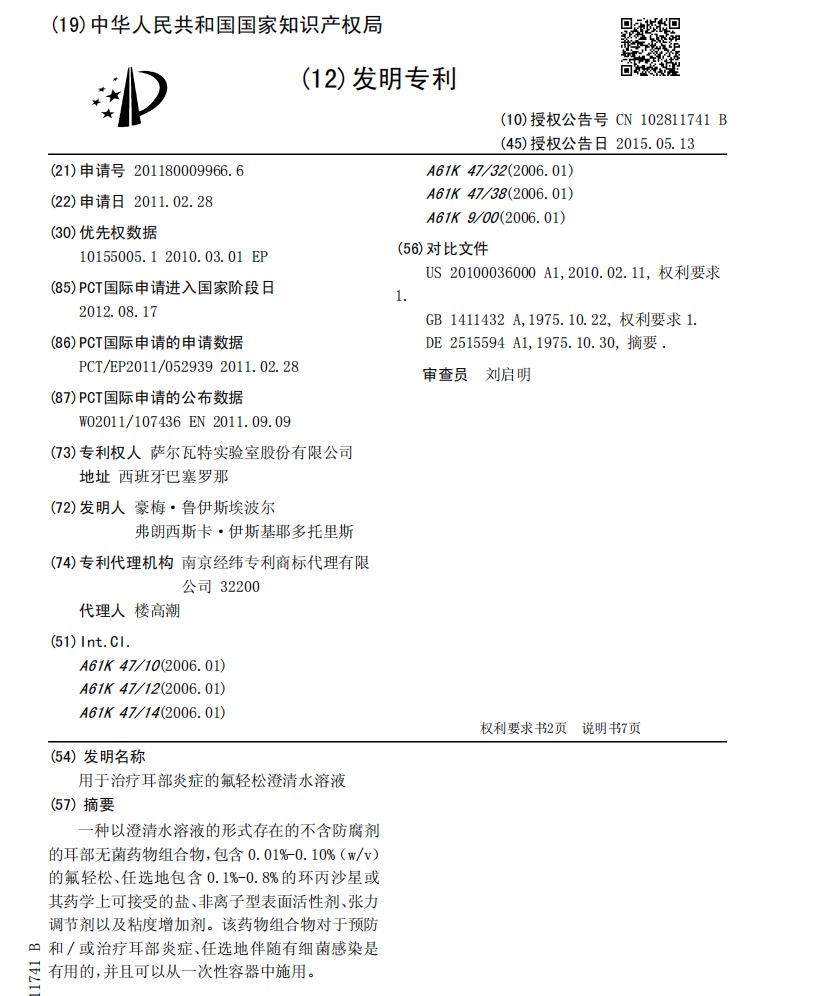 (19)中华人民共和国国家知识产权局
(12)发明专利
(10)授权公告号 CN 102811741 B
(45)授权公告日 2015.05.13
(21)申请号 201180009966.6
(22)申请日 2011.02.28
(30)优先权数据
10155005.1 2010.03.01 EP
(85)PCT国际申请进入国家阶段日
2012.08.17
(86)PCT国际申请的申请数据
PCT/EP2011/052939 2011.02.28
(87)PCT国际申请的公布数据
WO2011/107436 EN 2011.09.09
(73)专利权人 萨尔瓦特实验室股份有限公司
地址 西班牙巴塞罗那
(72)发明人 豪梅·鲁伊斯埃波尔
弗朗西斯卡·伊斯基耶多托里斯
(74)专利代理机构 南京经纬专利商标代理有限
公司 32200
代理人 楼高潮
(51)Int.Cl.
A61K 47/10(2006.01)
A61K 47/12(2006.01)
A61K 47/14(2006.01)
A61K 47/32(2006.01)
A61K 47/38(2006.01)
A61K 9/00(2006.01)
(56)对比文件
US 20100036000 A1,2010.02.11, 权利要求
1.
GB 1411432 A,1975.10.22, 权利要求 1.
DE 2515594 A1,1975.10.30, 摘要 .
审查员 刘启明
权利要求书2页 说明书7页
(54) 发明名称
用于治疗耳部炎症的氟轻松澄清水溶液
(57) 摘要
一种以澄清水溶液的形式存在的不含防腐剂
的耳部无菌药物组合物,包含 0.01%-0.10%(w/v)
的氟轻松、任选地包含 0.1%-0.8%的环丙沙星或
其药学上可接受的盐、非离子型表面活性剂、张力
调节剂以及粘度增加剂。该药物组合物对于预防
和 / 或治疗耳部炎症、任选地伴随有细菌感染是
有用的,并且可以从一次性容器中施用。
11741 B